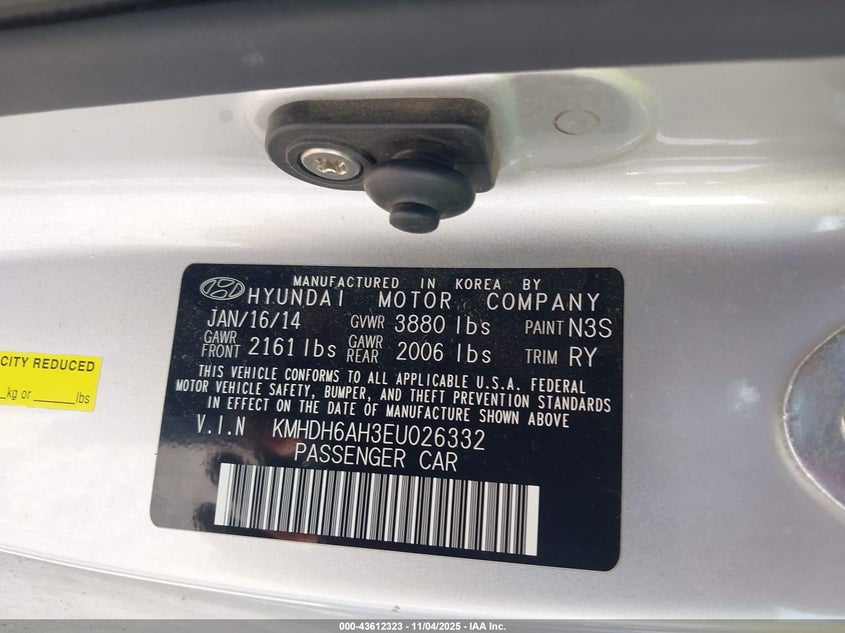 MANUFACTURED IN KOREA BY
HYUNDAI MOTOR COMPANY
JAN/16/14 GVWR 3880 lbs PAINT N3S
GAWR FRONT 2161 lbs GAWR REAR 2006 lbs TRIM RY
THIS VEHICLE CONFORMS TO ALL APPLICABLE U.S.A. FEDERAL
MOTOR VEHICLE SAFETY, BUMPER, AND THEFT PREVENTION STANDARDS
IN EFFECT ON THE DATE OF MANUFACTURE SHOWN ABOVE
V.I.N KMHDH6AH3EU026332
PASSENGER CAR
CITY REDUCED
kg or ______ lbs
000-43612323 - 11/04/2025 - IAA Inc.